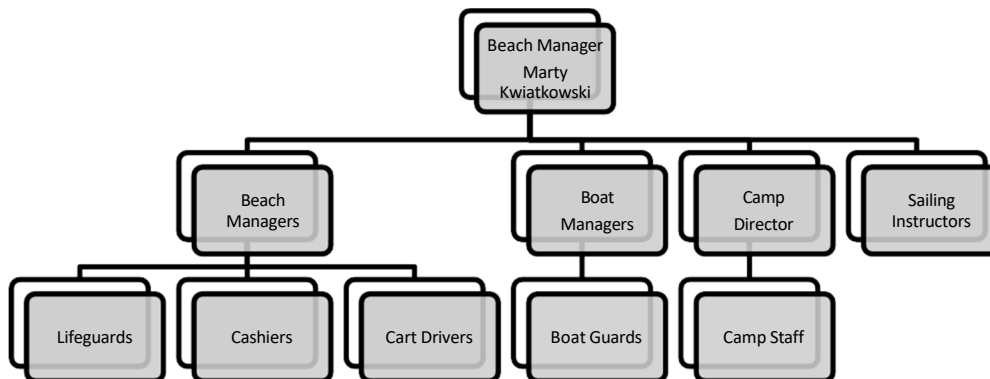 Beach Manager
Marty
Kwiatkowski
Beach
Managers
Boat
Managers
Camp
Director
Sailing
Instructors
Lifeguards
Cashiers
Cart Drivers
Boat Guards
Camp Staff